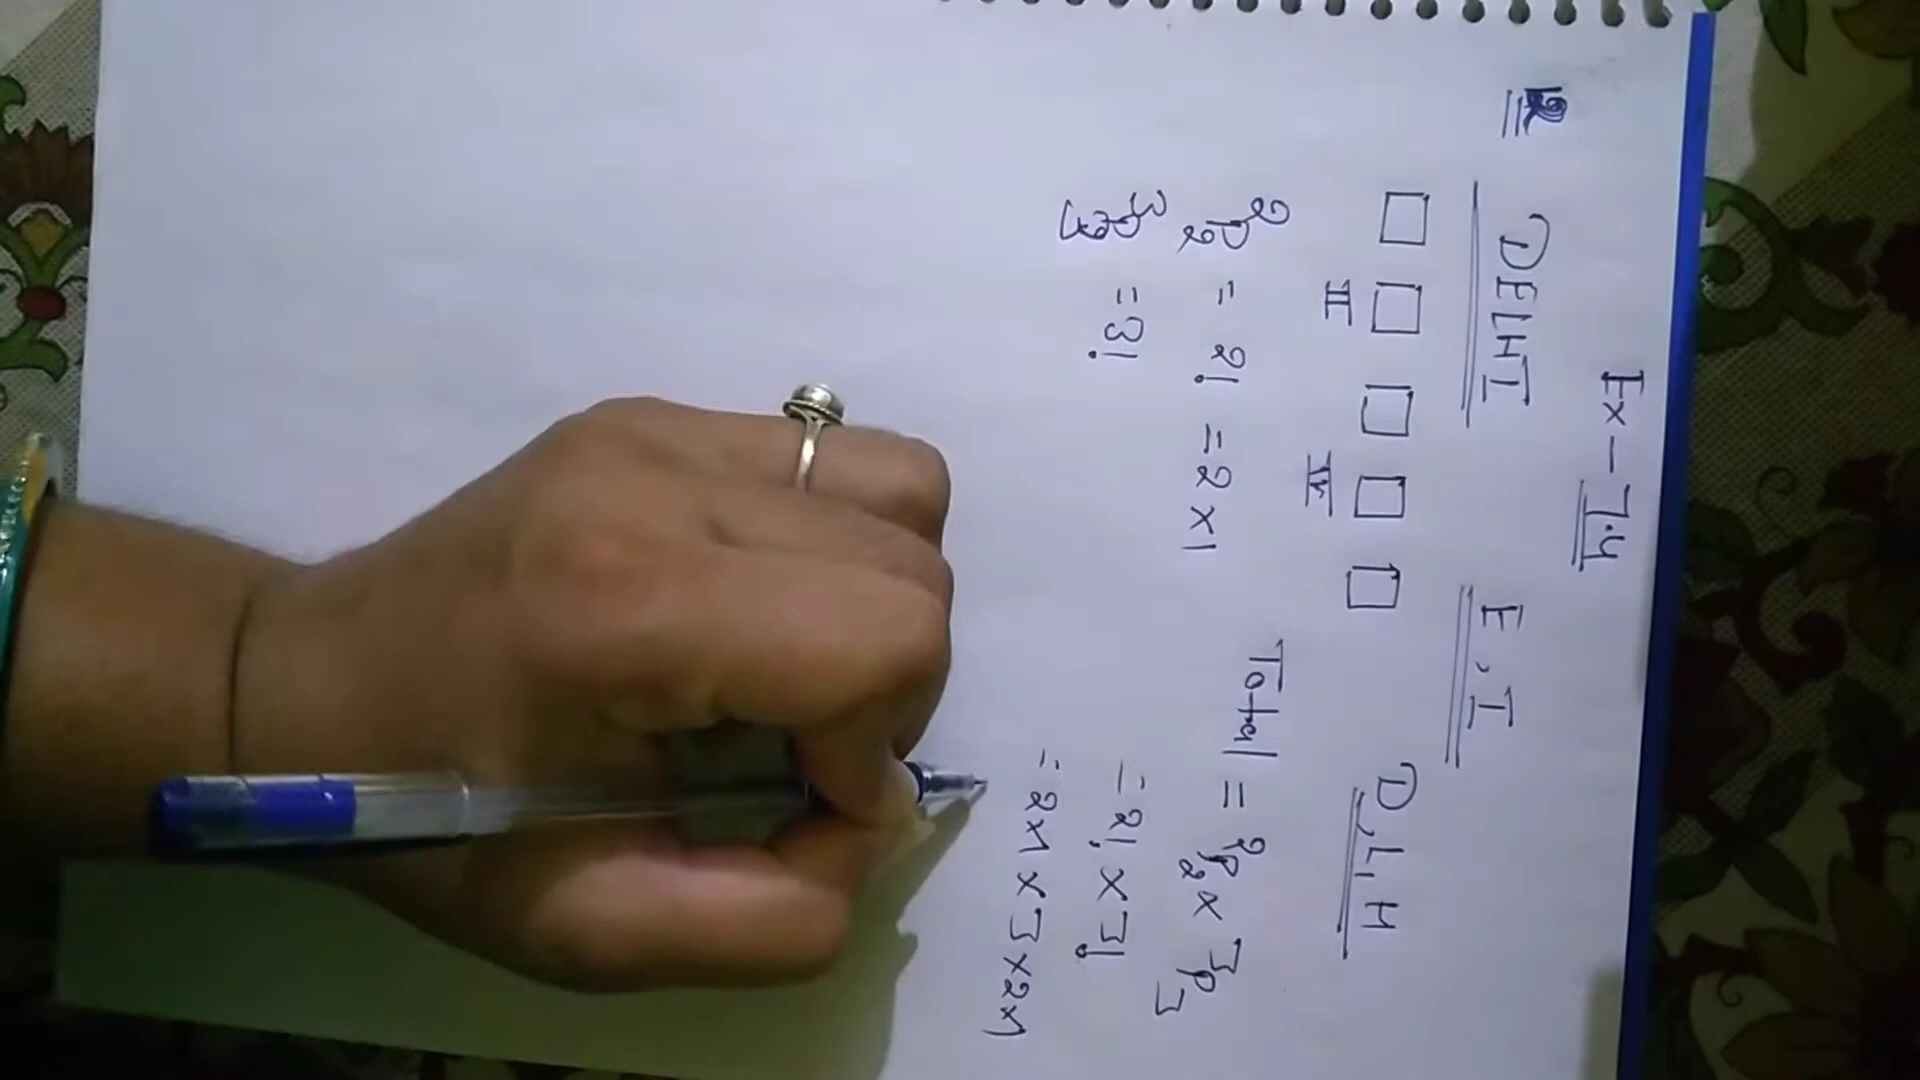 Ex-7.4
DELHI E, I
D, L, H
□ □ □ □ □
II IV
²P₂ = 2! = 2×1
³P₃ = 3!
Total = ²P₂ × ³P₃
= 2! × 3!
= 2×1 × 3×2×1